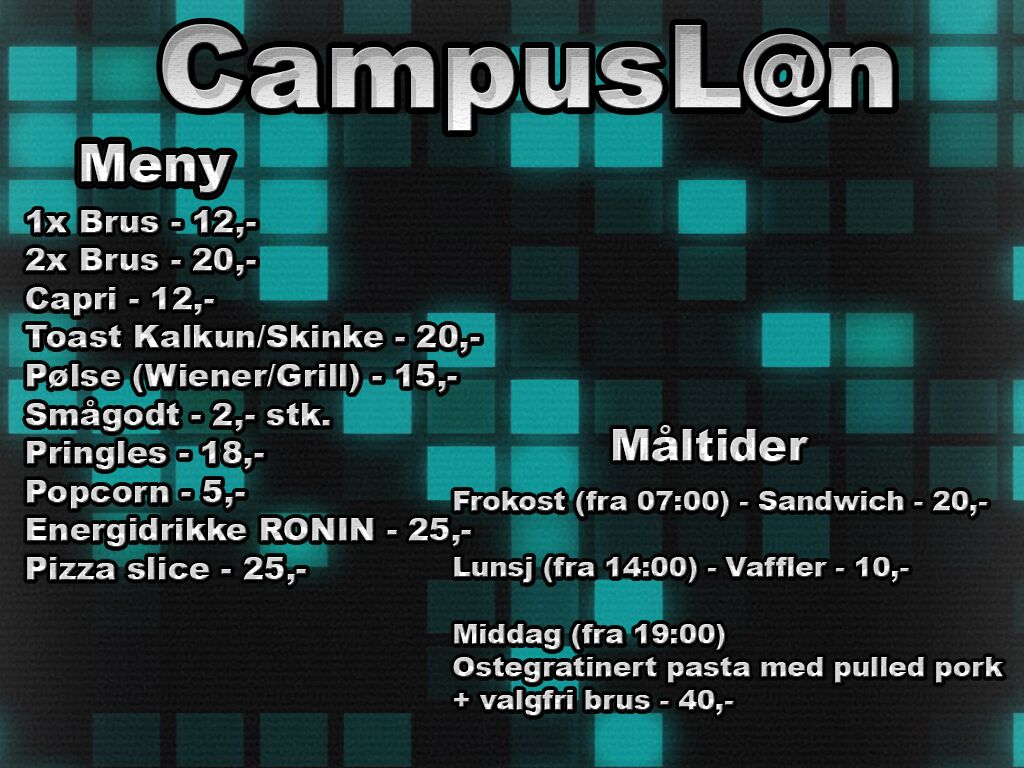 CampusL@n
Meny
1x Brus - 12,-
2x Brus - 20,-
Capri - 12,-
Toast Kalkun/Skinke - 20,-
Pølse (Wiener/Grill) - 15,-
Smågodt - 2,- stk.
Pringles - 18,-
Popcorn - 5,-
Energidrikke RONIN - 25,-
Pizza slice - 25,-
Måltider
Frokost (fra 07:00) - Sandwich - 20,-
Lunsj (fra 14:00) - Vaffler - 10,-
Middag (fra 19:00)
Ostegratinert pasta med pulled pork
+ valgfri brus - 40,-